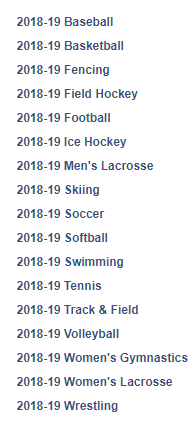 2018-19 Baseball
2018-19 Basketball
2018-19 Fencing
2018-19 Field Hockey
2018-19 Football
2018-19 Ice Hockey
2018-19 Men's Lacrosse
2018-19 Skiing
2018-19 Soccer
2018-19 Softball
2018-19 Swimming
2018-19 Tennis
2018-19 Track & Field
2018-19 Volleyball
2018-19 Women's Gymnastics
2018-19 Women's Lacrosse
2018-19 Wrestling